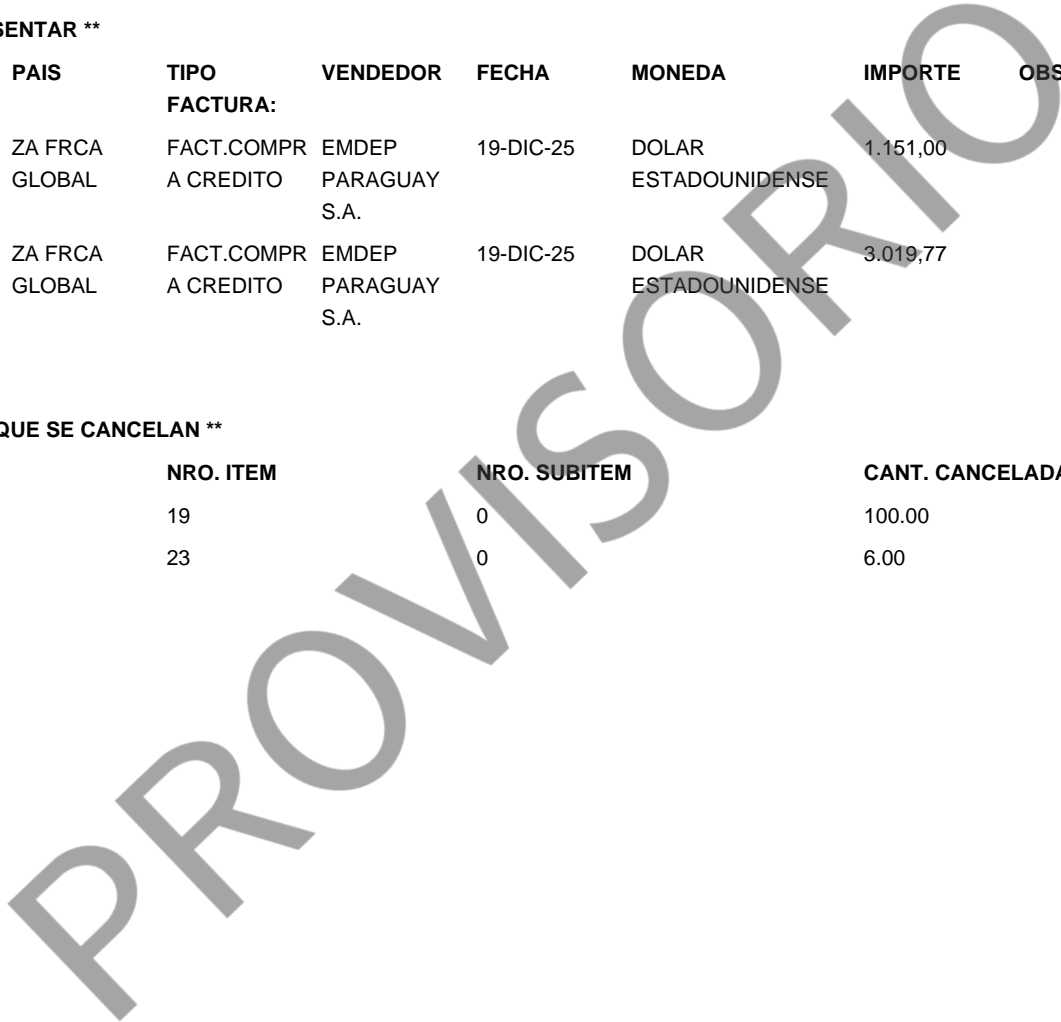 SENTAR **
PAIS TIPO VENDEDOR FECHA MONEDA IMPORTE OBS
FACTURA:
ZA FRCA FACT.COMPR EMDEP 19-DIC-25 DOLAR 1.151,00
GLOBAL A CREDITO PARAGUAY ESTADOUNIDENSE
S.A.
ZA FRCA FACT.COMPR EMDEP 19-DIC-25 DOLAR 3.019,77
GLOBAL A CREDITO PARAGUAY ESTADOUNIDENSE
S.A.
QUE SE CANCELAN **
NRO. ITEM NRO. SUBITEM CANT. CANCELADA
19 0 100.00
23 0 6.00
PROVISORIO